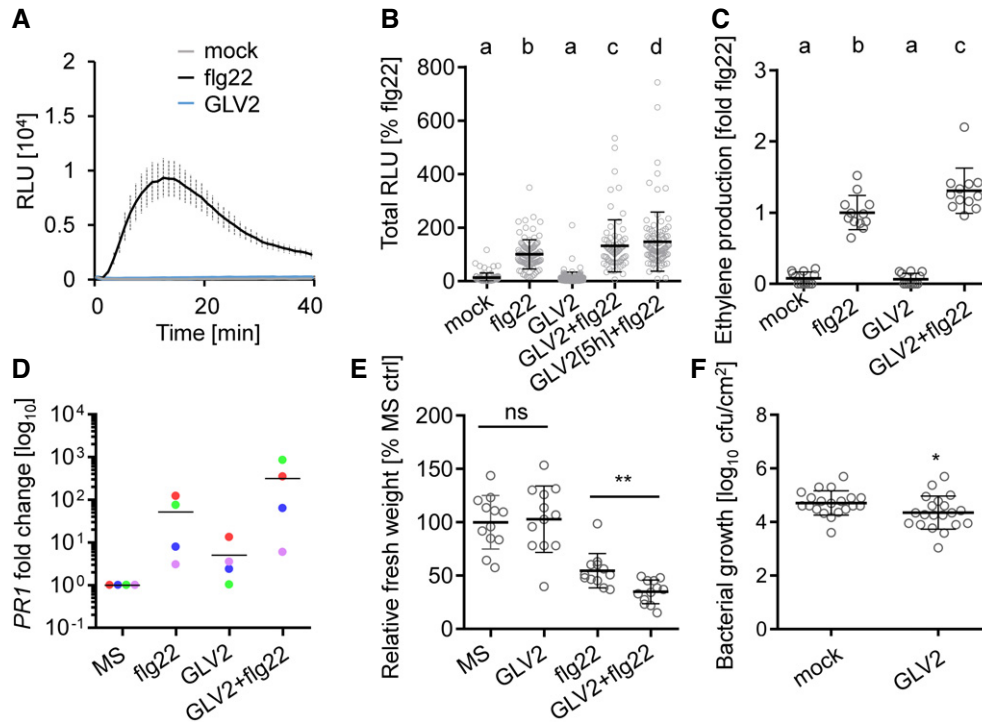 A
mock
flg22
GLV2
RLU [10⁴]
2
1.5
1
0.5
0
0 20 40
Time [min]
B
a b a c d
Total RLU [% flg22]
800
600
400
200
0
mock
flg22
GLV2
GLV2+flg22
GLV2[5h]+flg22
C
a b a c
Ethylene production [fold flg22]
3
2
1
0
mock
flg22
GLV2
GLV2+flg22
D
PR1 fold change [log₁₀]
10⁴
10³
10²
10¹
10⁰
10⁻¹
MS
flg22
GLV2
GLV2+flg22
E
Relative fresh weight [% MS ctrl]
200
150
100
50
0
ns
**
MS
GLV2
flg22
GLV2+flg22
F
Bacterial growth [log₁₀ cfu/cm²]
8
6
4
2
0
*
mock
GLV2